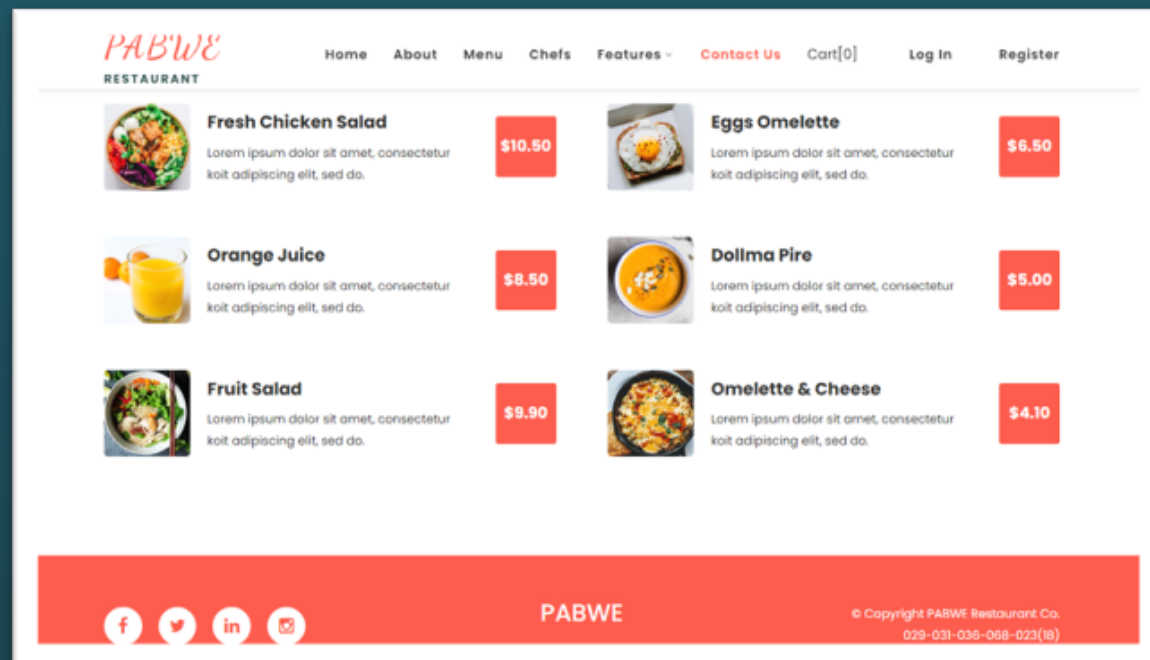 PABWE
RESTAURANT
Home About Menu Chefs Features Contact Us Cart[0] Log In Register
Fresh Chicken Salad
Lorem ipsum dolor sit amet, consectetur
koit adipiscing elit, sed do.
$10.50
Eggs Omelette
Lorem ipsum dolor sit amet, consectetur
koit adipiscing elit, sed do.
$6.50
Orange Juice
Lorem ipsum dolor sit amet, consectetur
koit adipiscing elit, sed do.
$8.50
Dollma Pire
Lorem ipsum dolor sit amet, consectetur
koit adipiscing elit, sed do.
$5.00
Fruit Salad
Lorem ipsum dolor sit amet, consectetur
koit adipiscing elit, sed do.
$9.90
Omelette & Cheese
Lorem ipsum dolor sit amet, consectetur
koit adipiscing elit, sed do.
$4.10
f in
PABWE
© Copyright PABWE Restaurant Co.
029-031-036-068-023(18)